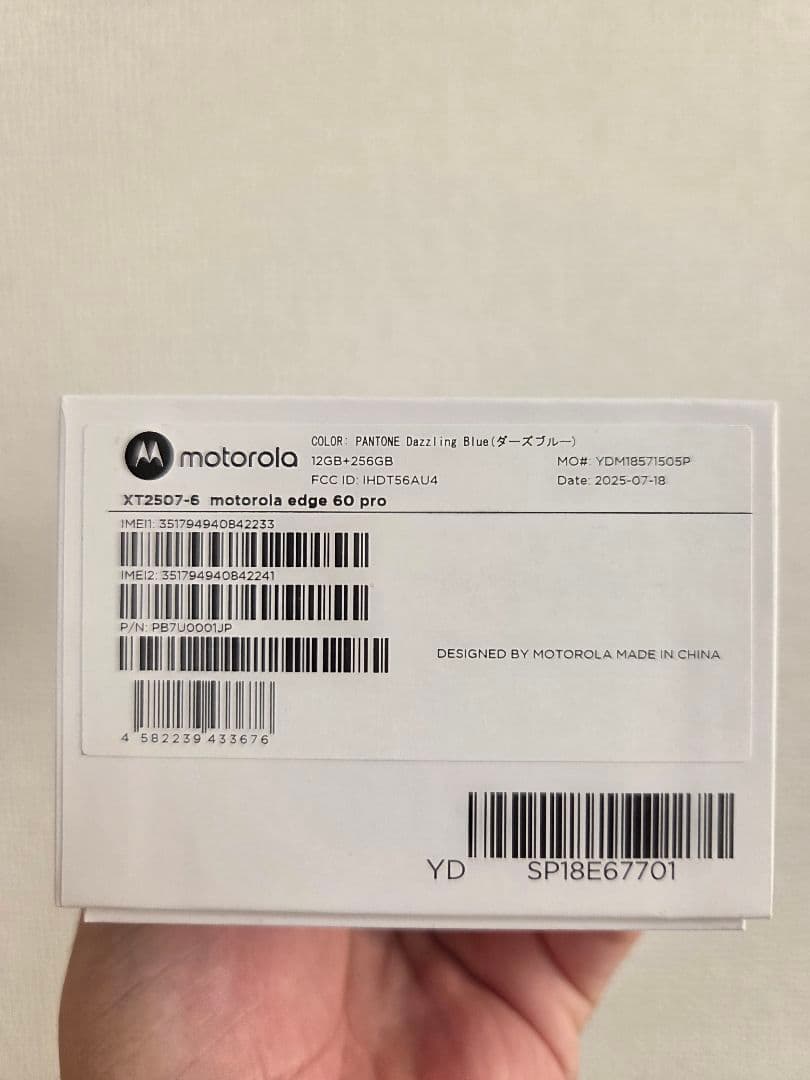 motorola
COLOR: PANTONE Dazzling Blue(ダーズブルー)
12GB+256GB
MO#: YDM18571505P
FCC ID: IHDT56AU4
Date: 2025-07-18
XT2507-6 motorola edge 60 pro
IMEI1: 351794940842233
IMEI2: 351794940842241
P/N: PB7U0001JP
DESIGNED BY MOTOROLA MADE IN CHINA
4 582239 433676
YD SP18E67701